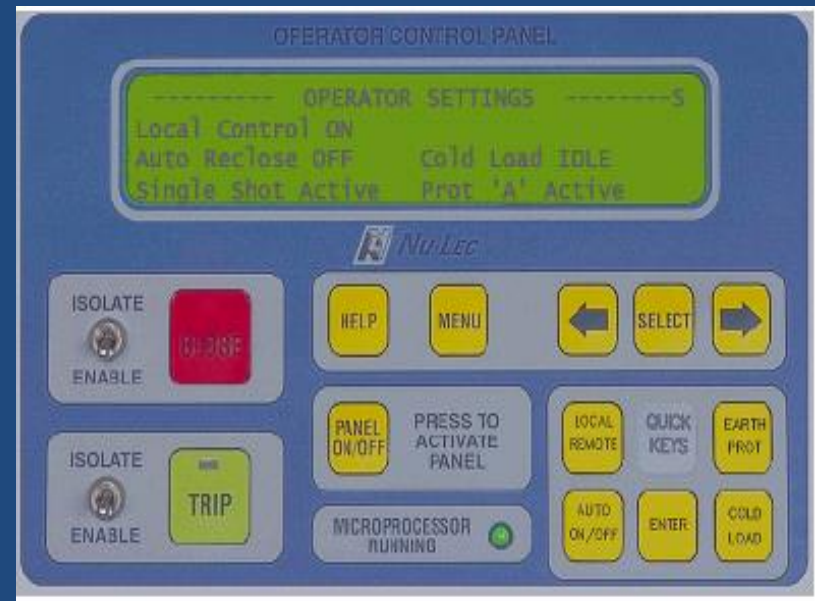 OPERATOR CONTROL PANEL
--------- OPERATOR SETTINGS --------S
Local Control ON
Auto Reclose OFF Cold Load IDLE
Single Shot Active Prot 'A' Active
Nu-Lec
ISOLATE
ENABLE
CLOSE
HELP
MENU
SELECT
PANEL
ON/OFF
PRESS TO
ACTIVATE
PANEL
LOCAL
REMOTE
QUICK
KEYS
EARTH
PROT
ISOLATE
ENABLE
TRIP
MICROPROCESSOR
RUNNING
AUTO
ON/OFF
ENTER
COLD
LOAD